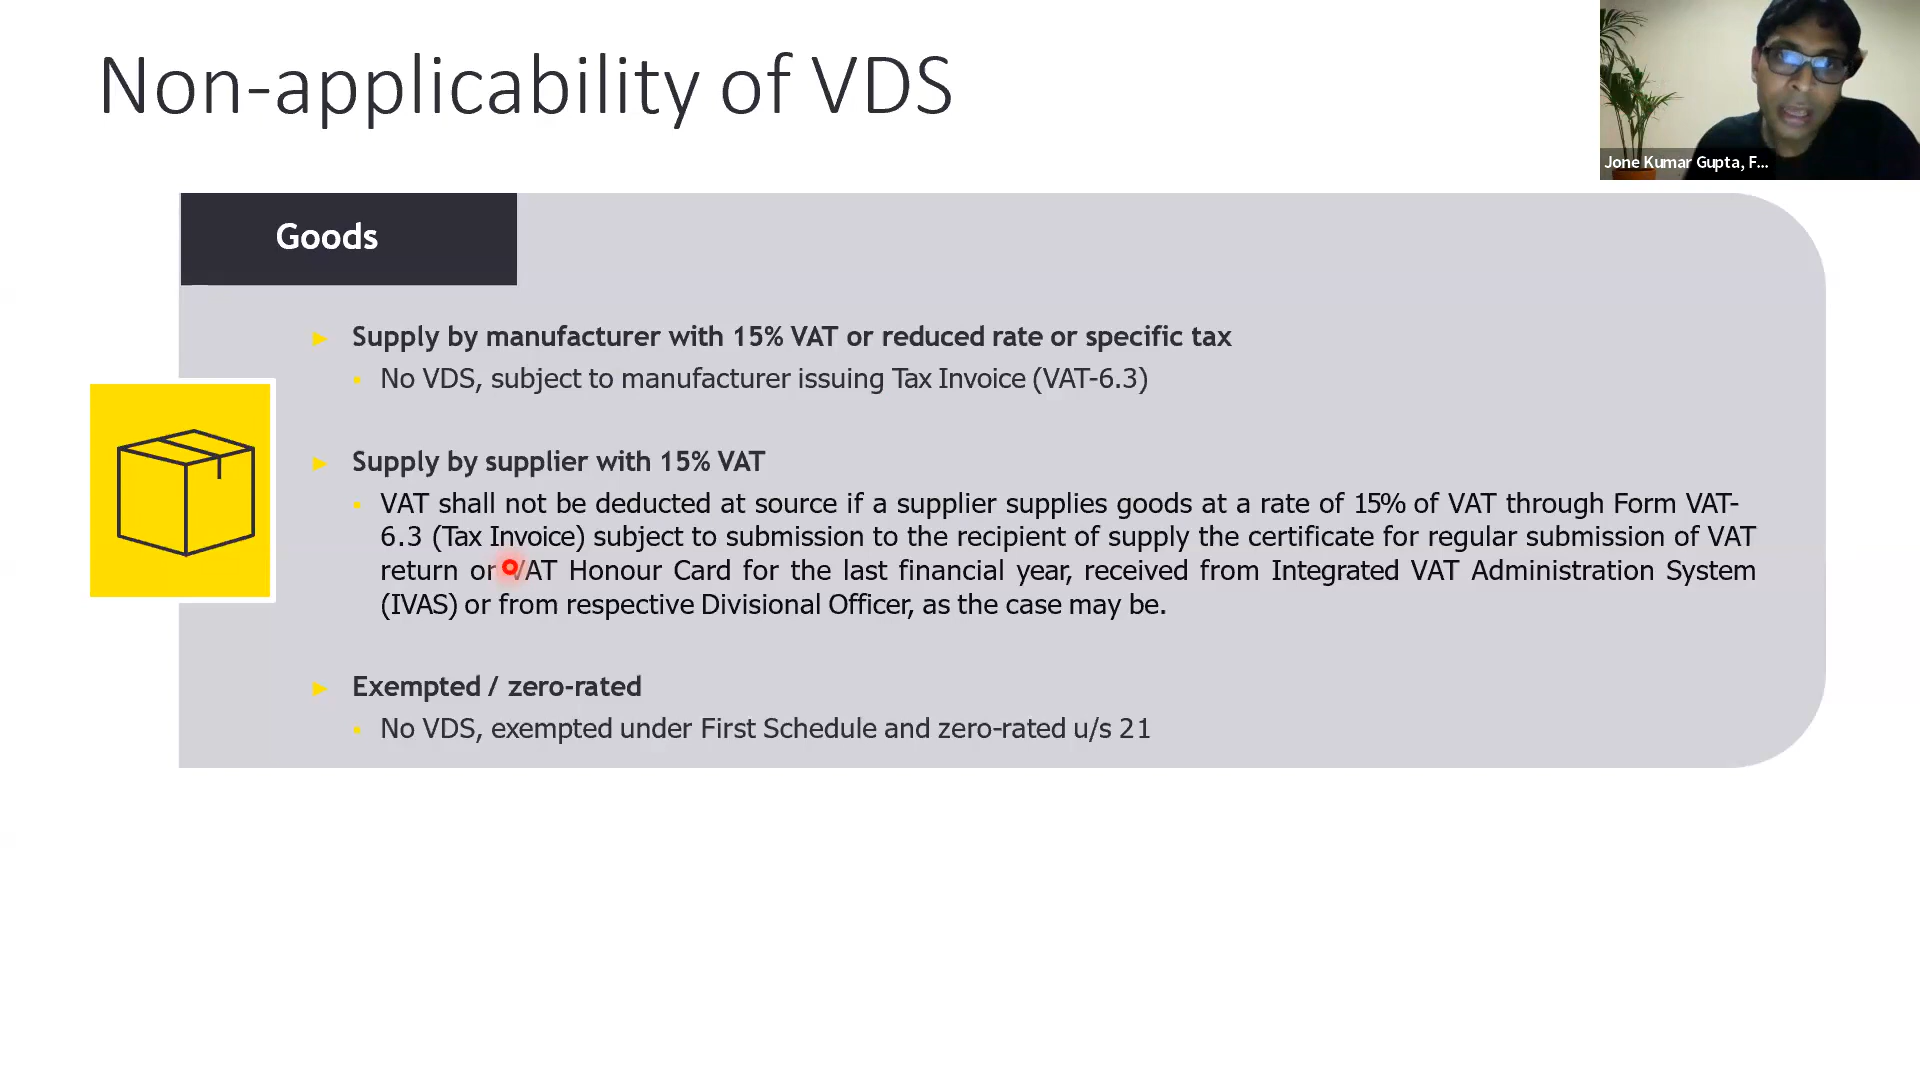 Non-applicability of VDS
Jone Kumar Gupta, F...
Goods
Supply by manufacturer with 15% VAT or reduced rate or specific tax
No VDS, subject to manufacturer issuing Tax Invoice (VAT-6.3)
Supply by supplier with 15% VAT
VAT shall not be deducted at source if a supplier supplies goods at a rate of 15% of VAT through Form VAT-
6.3 (Tax Invoice) subject to submission to the recipient of supply the certificate for regular submission of VAT
return or VAT Honour Card for the last financial year, received from Integrated VAT Administration System
(IVAS) or from respective Divisional Officer, as the case may be.
Exempted / zero-rated
No VDS, exempted under First Schedule and zero-rated u/s 21